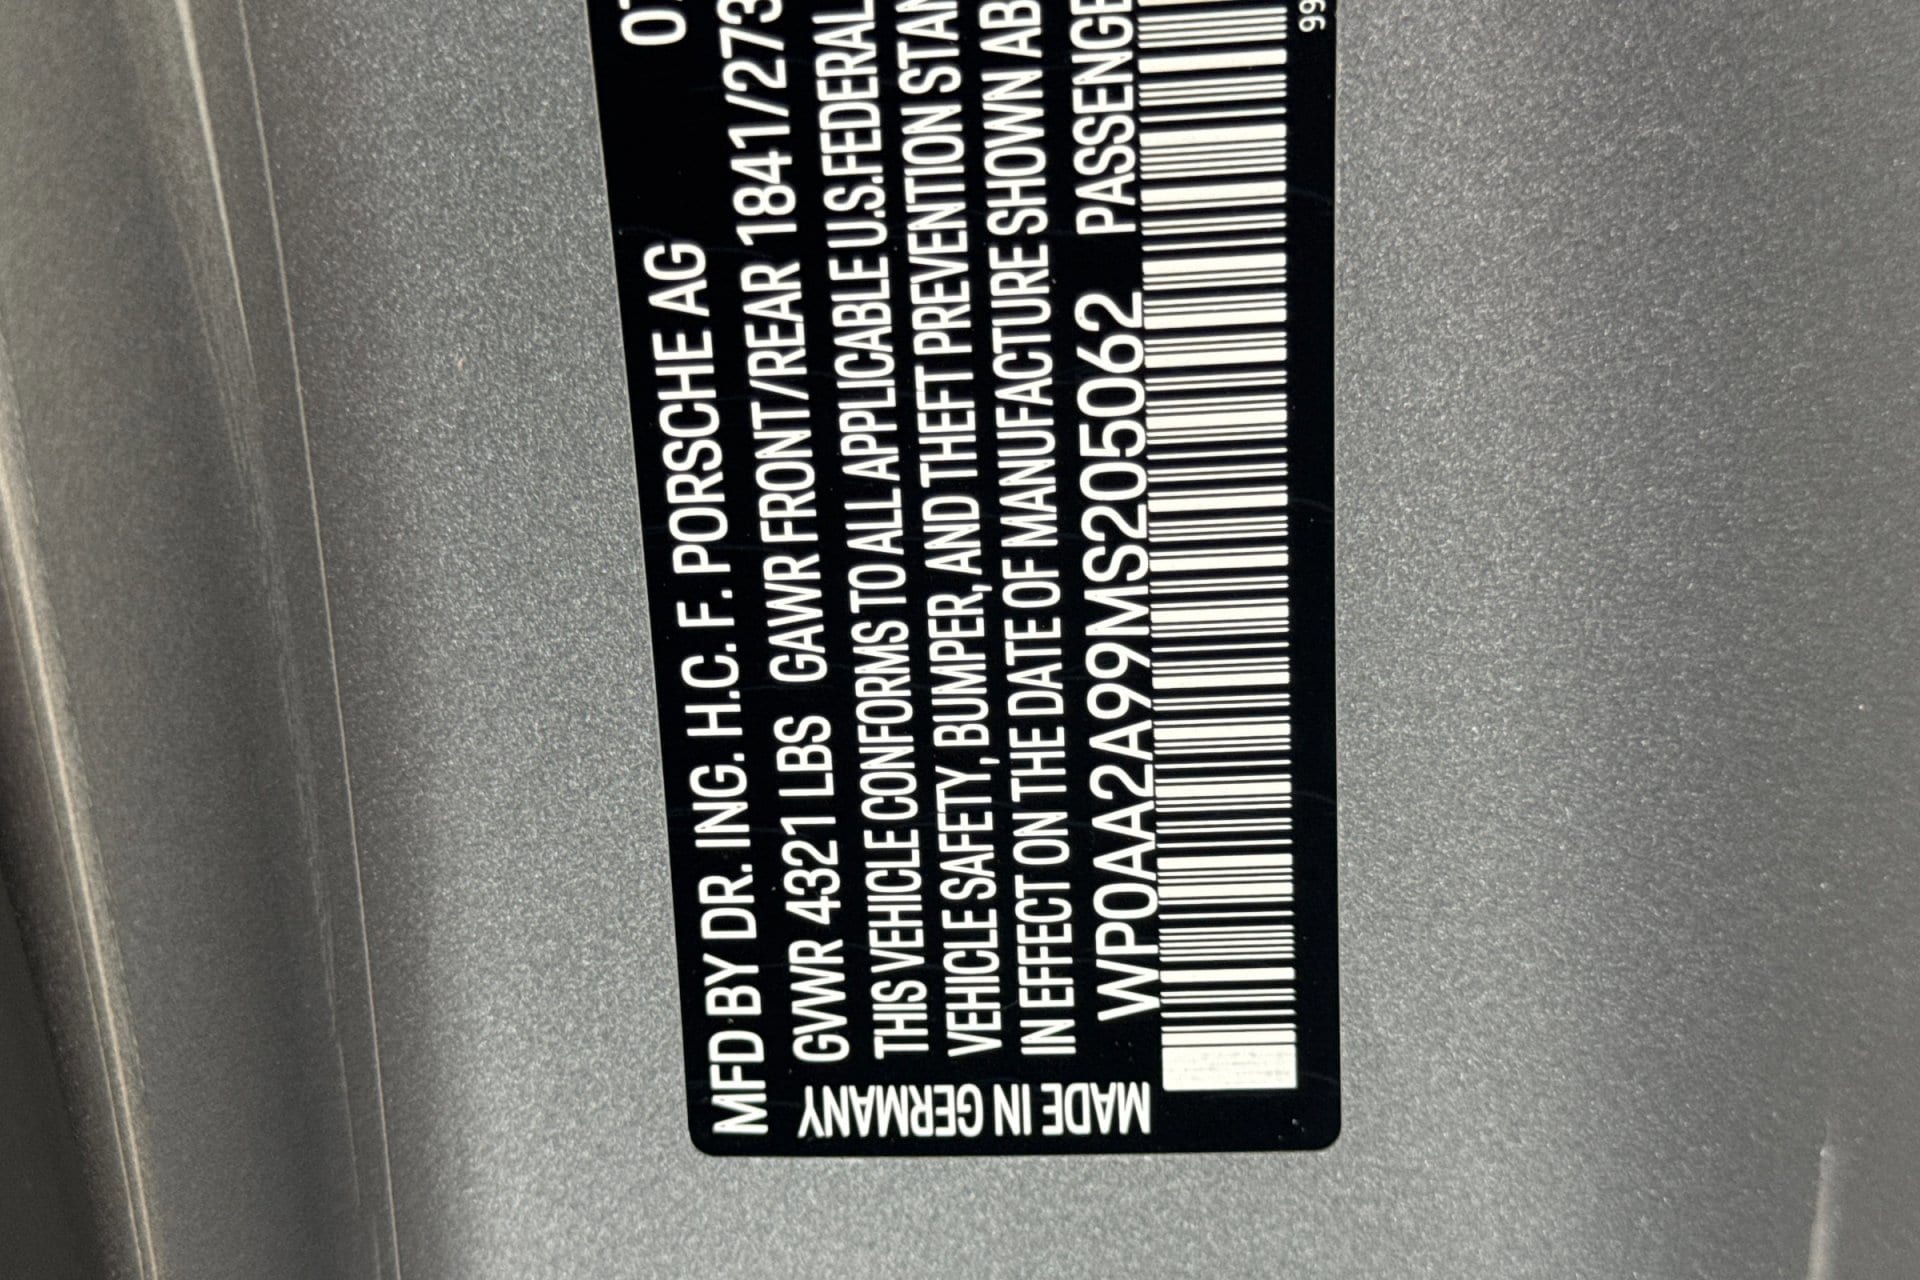 MFD BY DR. ING. H.C. F. PORSCHE AG 07
GVWR 4321 LBS GAWR FRONT/REAR 1841/273
THIS VEHICLE CONFORMS TO ALL APPLICABLE U.S. FEDERAL
VEHICLE SAFETY, BUMPER, AND THEFT PREVENTION STAN
IN EFFECT ON THE DATE OF MANUFACTURE SHOWN AB
WP0AA2A99MS205062 PASSENGE
MADE IN GERMANY
99